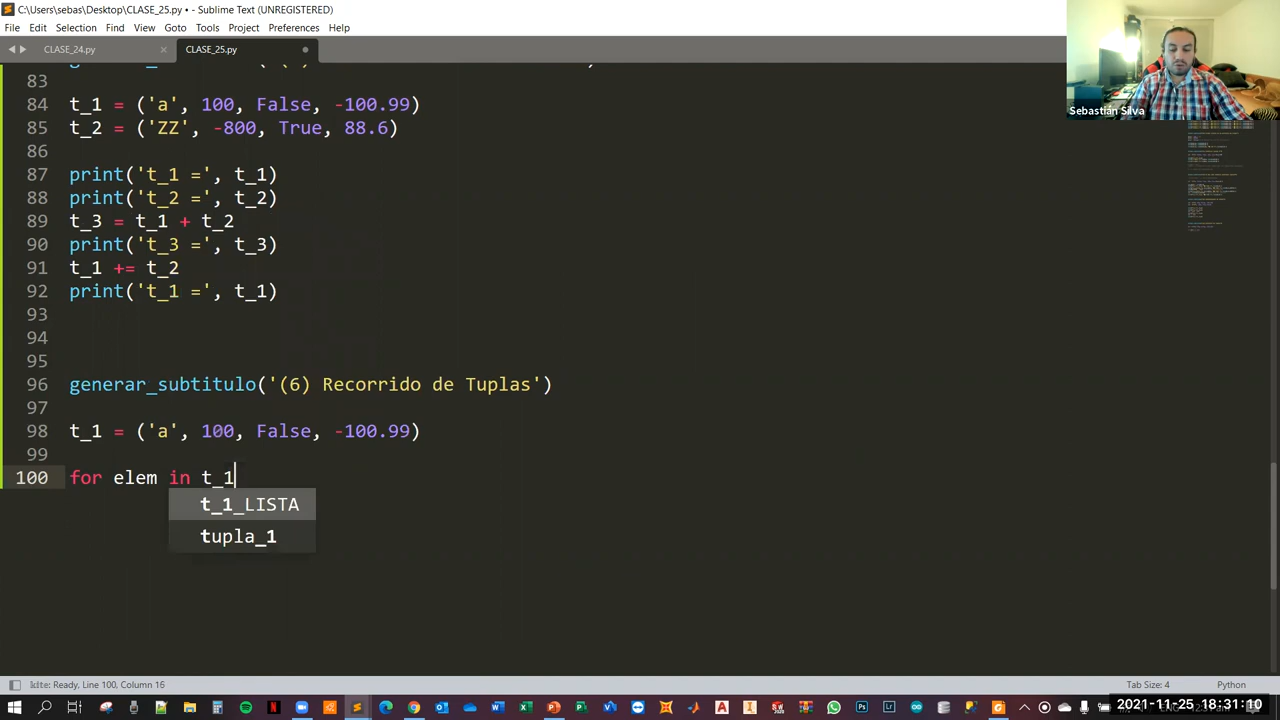 C:\Users\sebas\Desktop\CLASE_25.py • - Sublime Text (UNREGISTERED)
File Edit Selection Find View Goto Tools Project Preferences Help
CLASE_24.py × CLASE_25.py
Sebastián Silva
83
84 t_1 = ('a', 100, False, -100.99)
85 t_2 = ('ZZ', -800, True, 88.6)
86
87 print('t_1 =', t_1)
88 print('t_2 =', t_2)
89 t_3 = t_1 + t_2
90 print('t_3 =', t_3)
91 t_1 += t_2
92 print('t_1 =', t_1)
93
94
95
96 generar_subtitulo('(6) Recorrido de Tuplas')
97
98 t_1 = ('a', 100, False, -100.99)
99
100 for elem in t_1
t_1_LISTA
tupla_1
Ready, Line 100, Column 16
Tab Size: 4 Python
2021-11-25 18:31:10